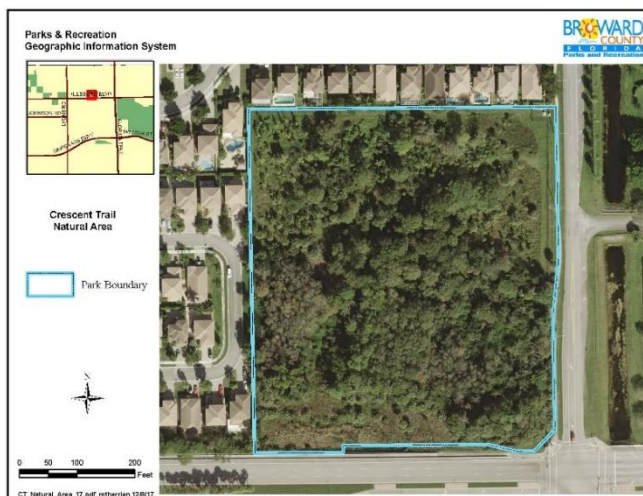 Parks & Recreation
Geographic Information System
BROWARD
COUNTY
FLORIDA
Parks and Recreation
Crescent Trail
Natural Area
Park Boundary
N
0 50 100 200
Feet